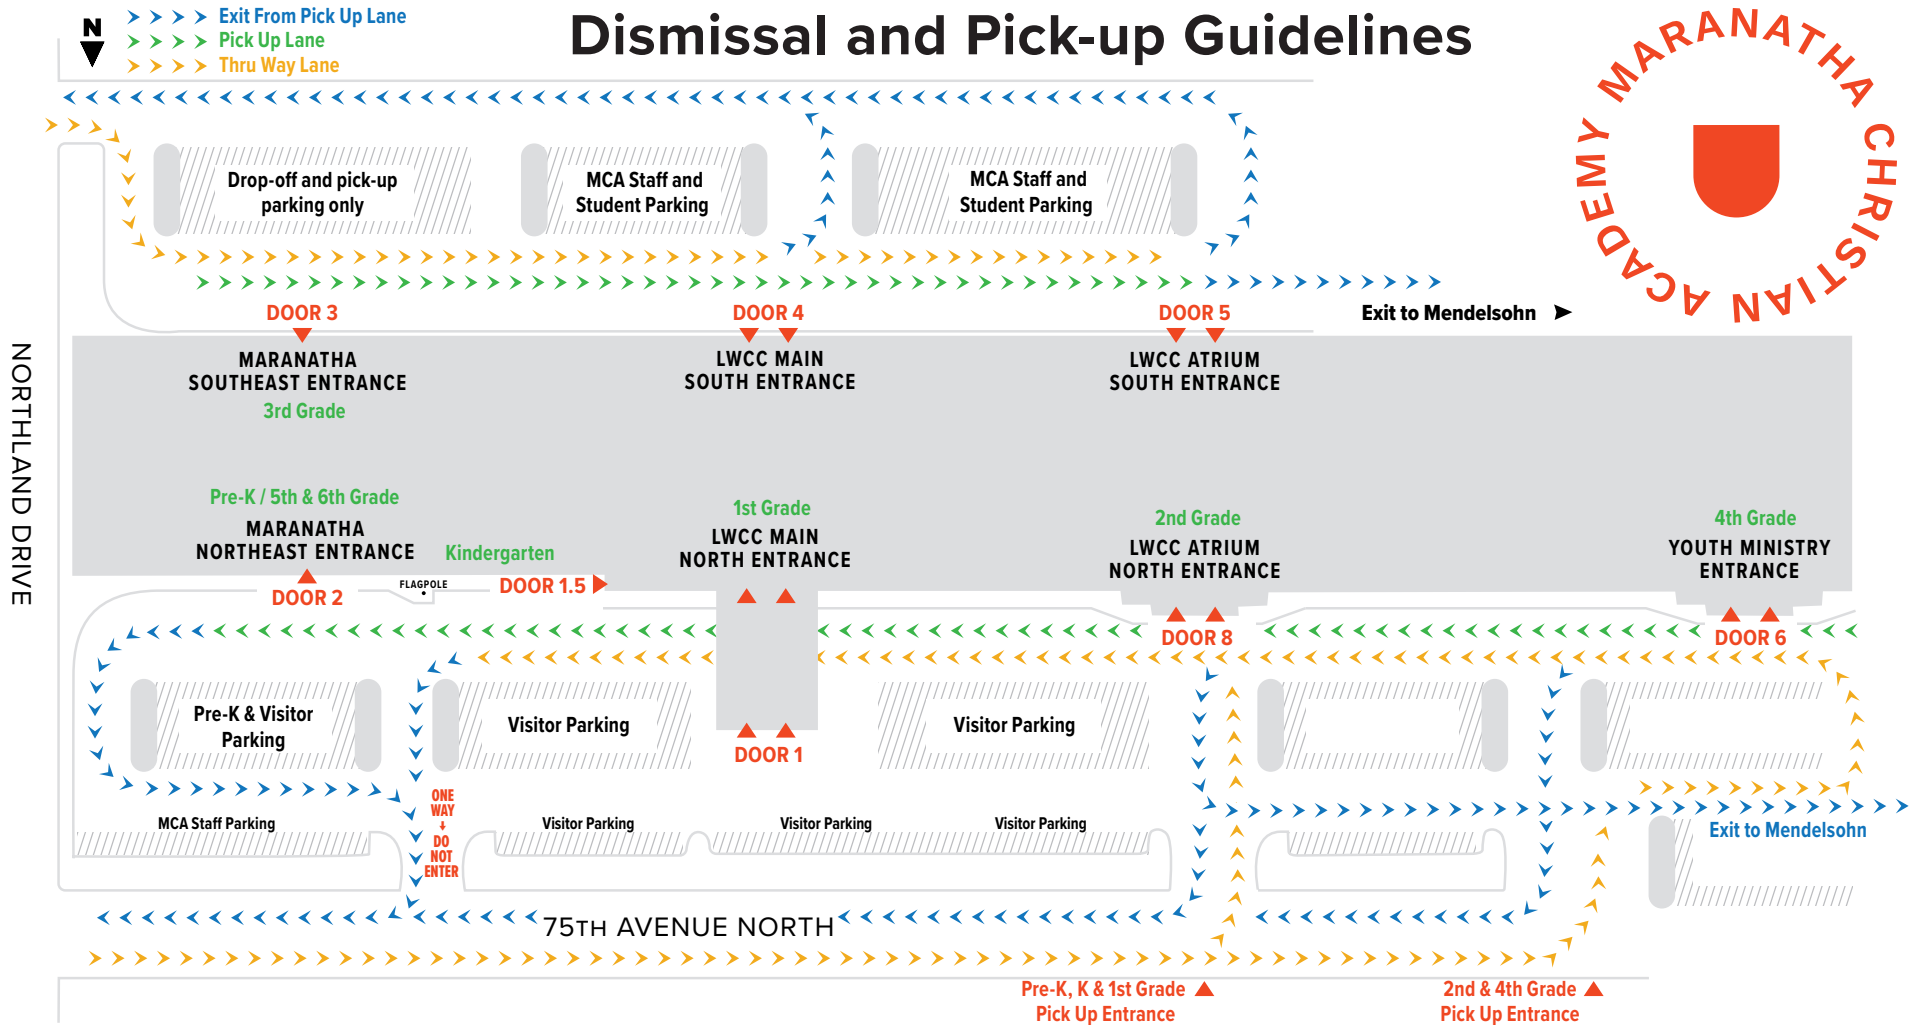 Dismissal and Pick-up Guidelines
N
Exit From Pick Up Lane
Pick Up Lane
Thru Way Lane
MARANATHA CHRISTIAN ACADEMY
Drop-off and pick-up
parking only
MCA Staff and
Student Parking
MCA Staff and
Student Parking
DOOR 3
DOOR 4
DOOR 5
Exit to Mendelsohn
MARANATHA
SOUTHEAST ENTRANCE
3rd Grade
LWCC MAIN
SOUTH ENTRANCE
LWCC ATRIUM
SOUTH ENTRANCE
NORTHLAND DRIVE
Pre-K / 5th & 6th Grade
MARANATHA
NORTHEAST ENTRANCE
Kindergarten
1st Grade
LWCC MAIN
NORTH ENTRANCE
2nd Grade
LWCC ATRIUM
NORTH ENTRANCE
4th Grade
YOUTH MINISTRY
ENTRANCE
DOOR 2
FLAGPOLE
DOOR 1.5
DOOR 8
DOOR 6
Pre-K & Visitor
Parking
Visitor Parking
DOOR 1
Visitor Parking
ONE
WAY
DO
NOT
ENTER
MCA Staff Parking
Visitor Parking
Visitor Parking
Visitor Parking
Exit to Mendelsohn
75TH AVENUE NORTH
Pre-K, K & 1st Grade
Pick Up Entrance
2nd & 4th Grade
Pick Up Entrance